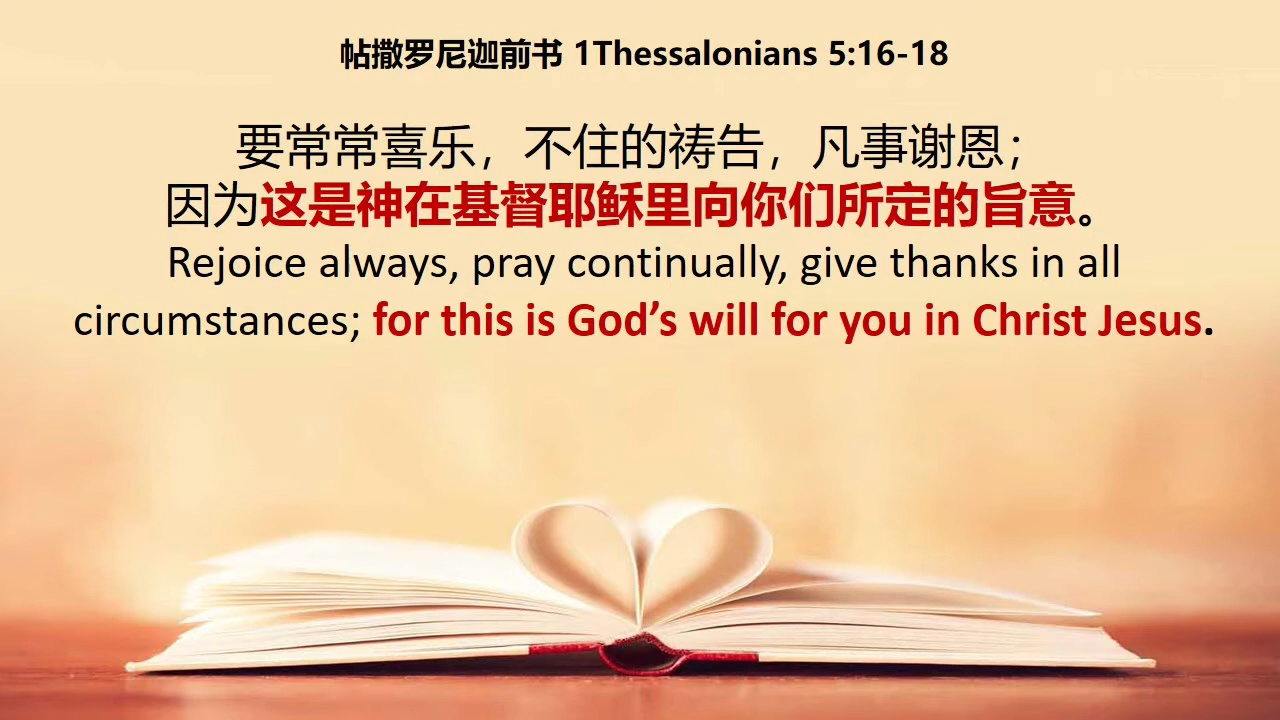 帖撒罗尼迦前书 1Thessalonians 5:16-18
要常常喜乐，不住的祷告，凡事谢恩；
因为这是神在基督耶稣里向你们所定的旨意。
Rejoice always, pray continually, give thanks in all
circumstances; for this is God’s will for you in Christ Jesus.